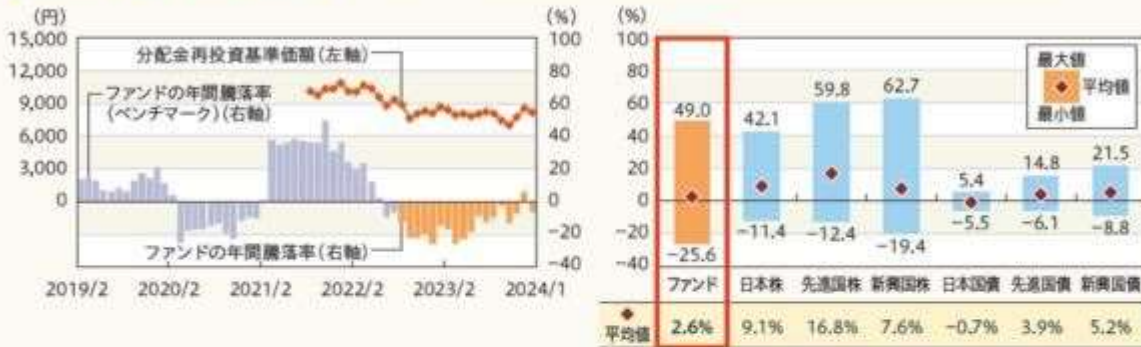 (円)
(%)
15,000
12,000
9,000
6,000
3,000
0
100
80
60
40
20
0
−20
−40
分配金再投資基準価額(左軸)
ファンドの年間騰落率
(ベンチマーク)(右軸)
ファンドの年間騰落率(右軸)
2019/2 2020/2 2021/2 2022/2 2023/2 2024/1
(%)
100
80
60
40
20
0
−20
−40
最大値
平均値
最小値
49.0 42.1 59.8 62.7 5.4 14.8 21.5
−25.6 −11.4 −12.4 −19.4 −5.5 −6.1 −8.8
ファンド 日本株 先進国株 新興国株 日本国債 先進国債 新興国債
平均値 2.6% 9.1% 16.8% 7.6% −0.7% 3.9% 5.2%